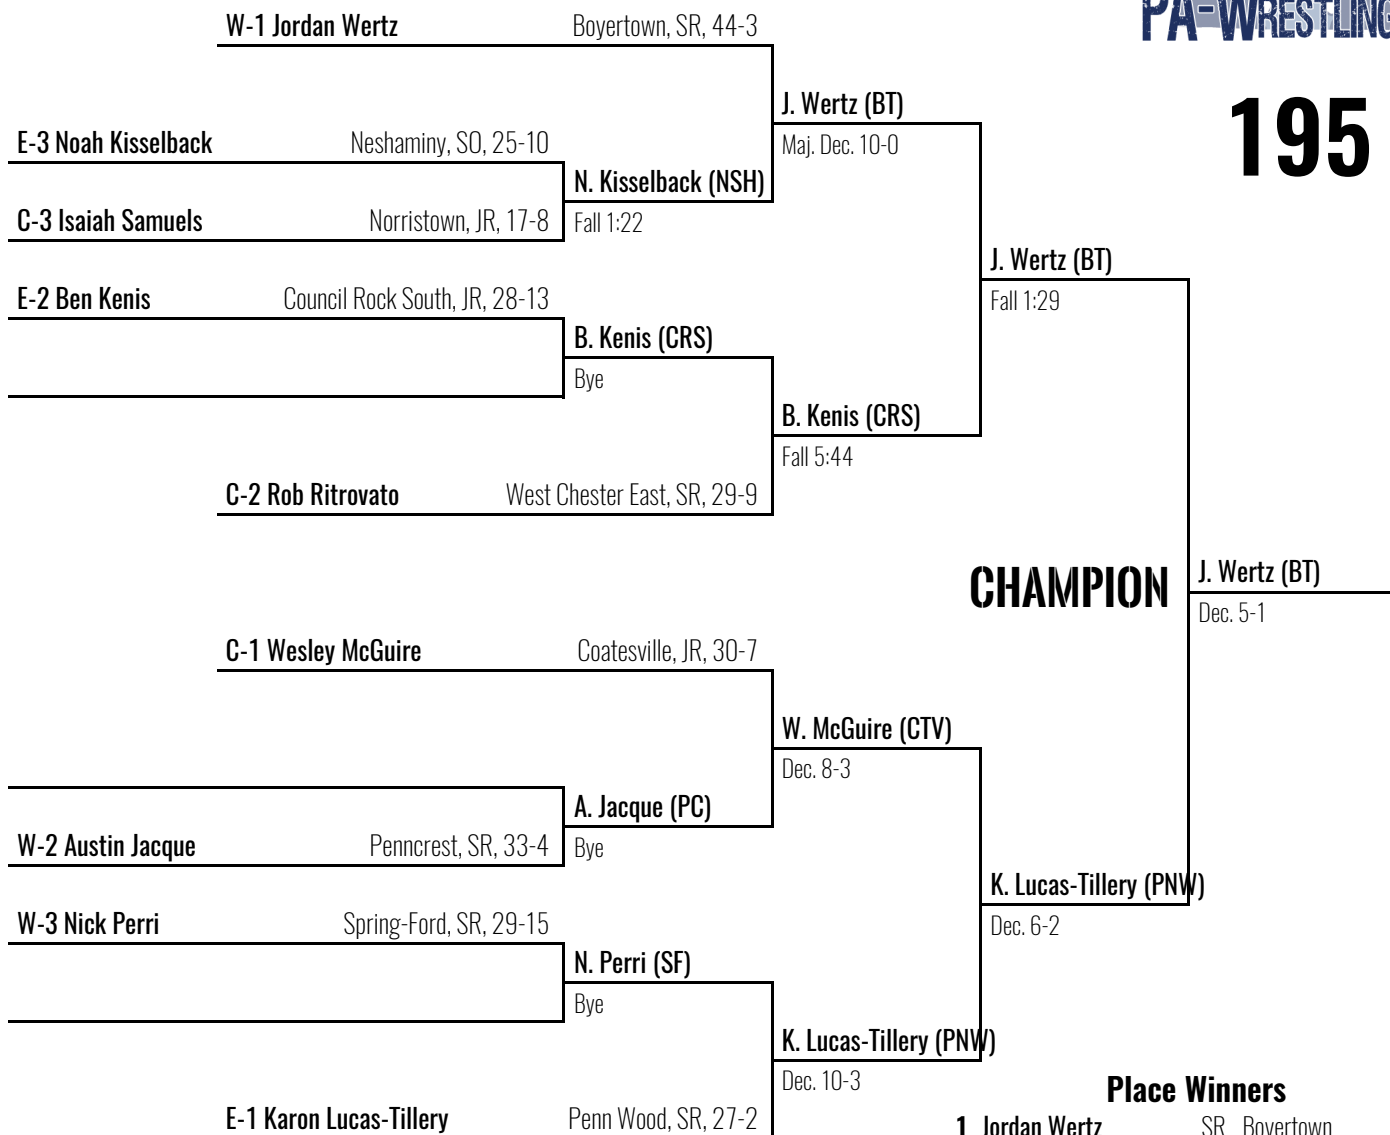 PA-WRESTLING
195
W-1 Jordan Wertz Boyertown, SR, 44-3
J. Wertz (BT)
Maj. Dec. 10-0
E-3 Noah Kisselback Neshaminy, SO, 25-10
N. Kisselback (NSH)
Fall 1:22
C-3 Isaiah Samuels Norristown, JR, 17-8
J. Wertz (BT)
Fall 1:29
E-2 Ben Kenis Council Rock South, JR, 28-13
B. Kenis (CRS)
Bye
B. Kenis (CRS)
Fall 5:44
C-2 Rob Ritrovato West Chester East, SR, 29-9
CHAMPION
J. Wertz (BT)
Dec. 5-1
C-1 Wesley McGuire Coatesville, JR, 30-7
W. McGuire (CTV)
Dec. 8-3
A. Jacque (PC)
Bye
W-2 Austin Jacque Penncrest, SR, 33-4
K. Lucas-Tillery (PNW)
Dec. 6-2
W-3 Nick Perri Spring-Ford, SR, 29-15
N. Perri (SF)
Bye
K. Lucas-Tillery (PNW)
Dec. 10-3
E-1 Karon Lucas-Tillery Penn Wood, SR, 27-2
Place Winners
1 Jordan Wertz SR Boyertown